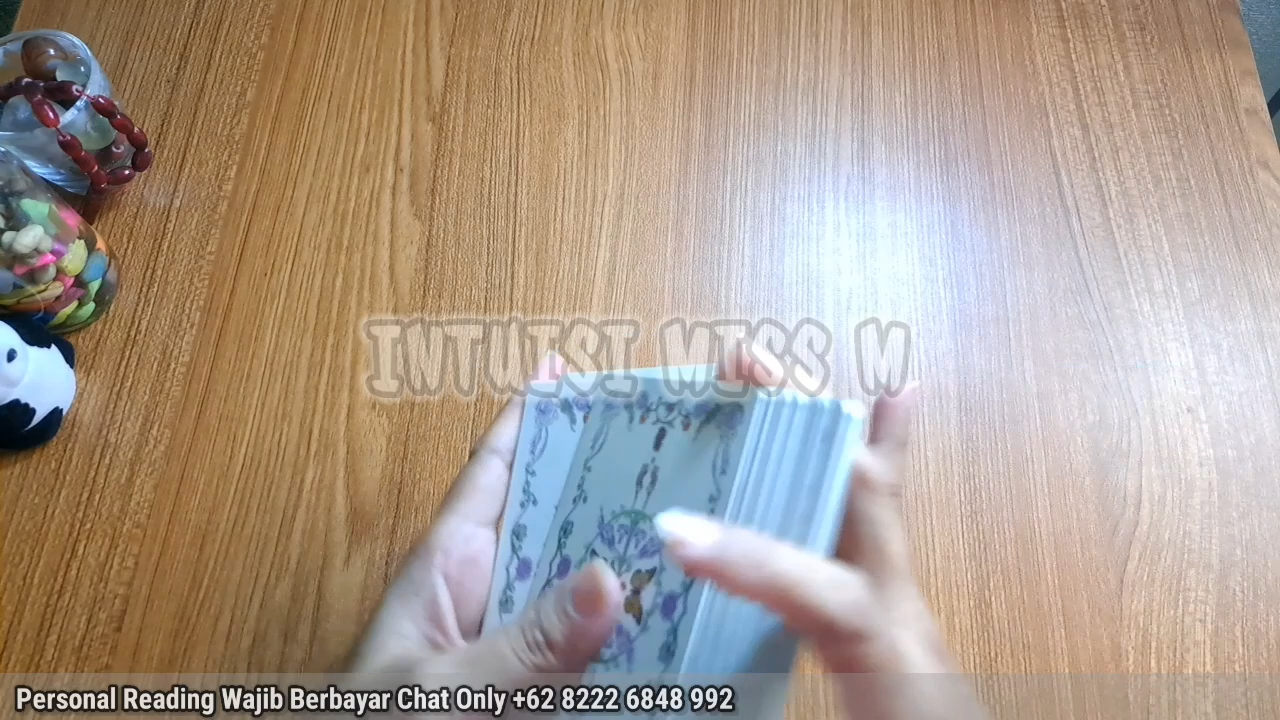 INTUISI MISS M
Personal Reading Wajib Berbayar Chat Only +62 8222 6848 992